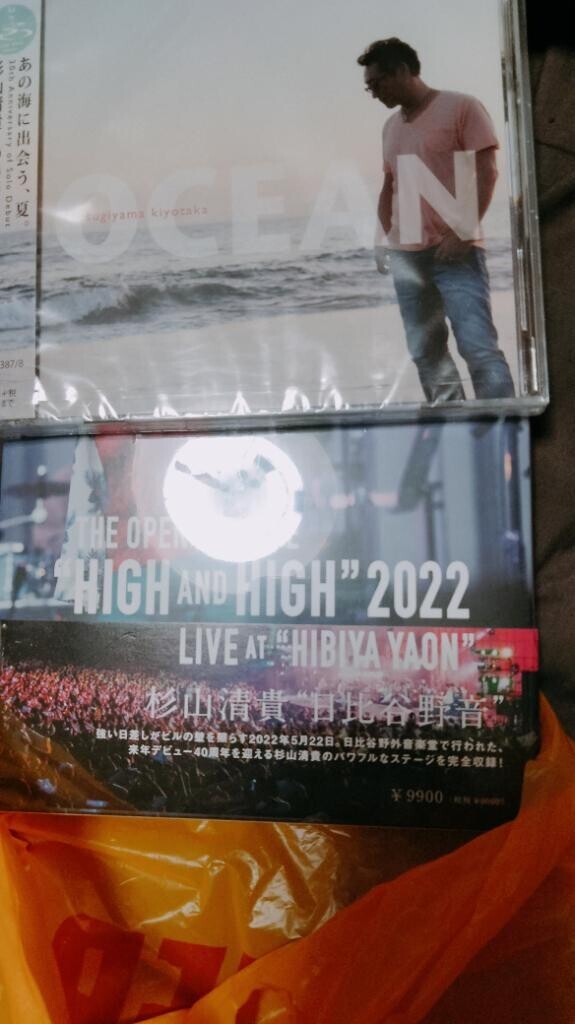 あの海に出会う、夏。
30th Anniversary of Solo Debut
OCEAN
sugiyama kiyotaka
387/8
+税
まで
THE OPEN
"HIGH AND HIGH" 2022
LIVE AT "HIBIYA YAON"
杉山清貴 "日比谷野音"
強い日差しがビルの壁を照らす2022年5月22日。日比谷野外音楽堂で行われた、
来年デビュー40周年を迎える杉山清貴のパワフルなステージを完全収録!
¥9900